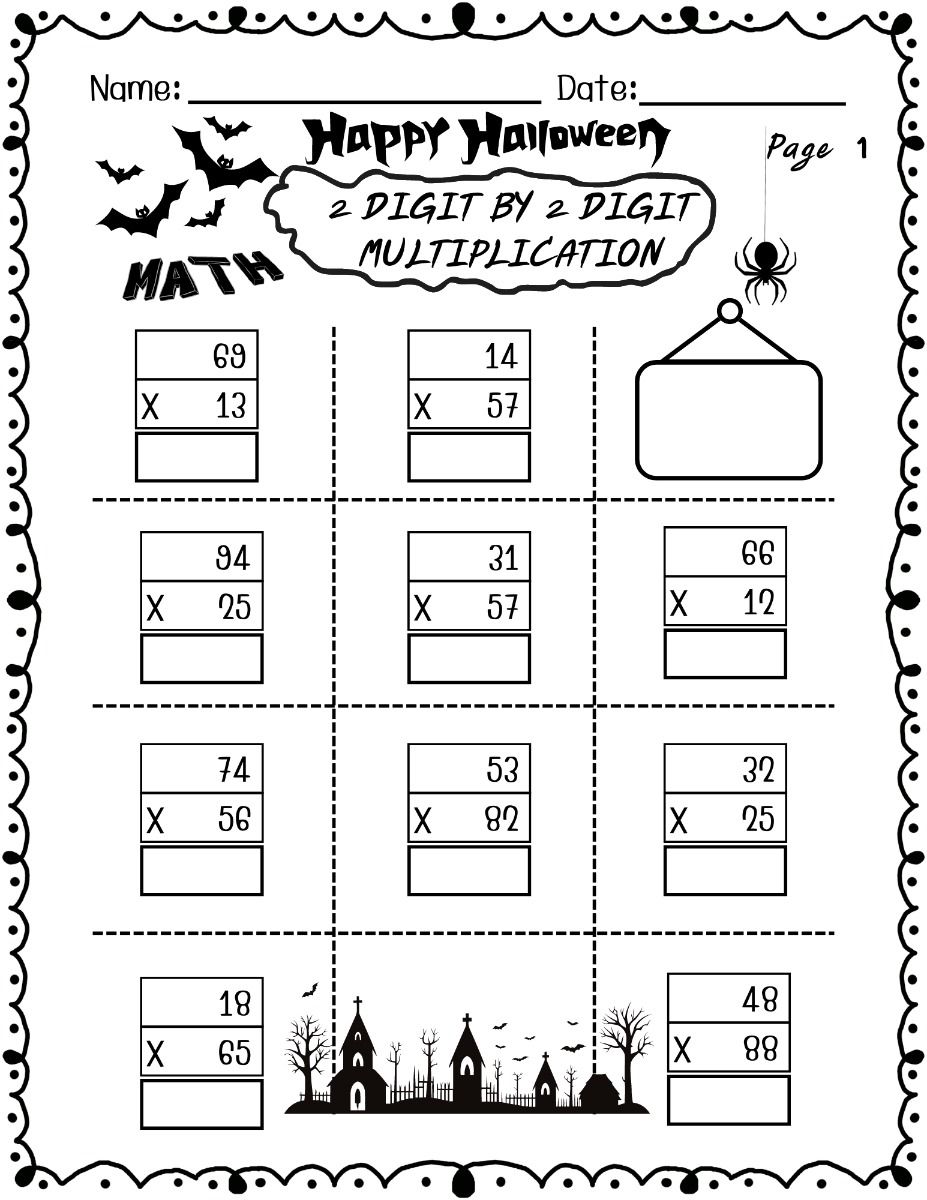 Name: Date:
Happy Halloween
Page 1
2 DIGIT BY 2 DIGIT
MULTIPLICATION
MATH
69
X 13
14
X 57
94
X 25
31
X 57
66
X 12
74
X 56
53
X 82
32
X 25
18
X 65
48
X 88